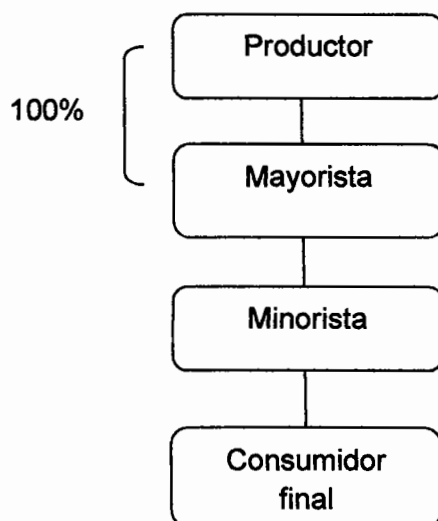 Productor
100%
Mayorista
Minorista
Consumidor
final